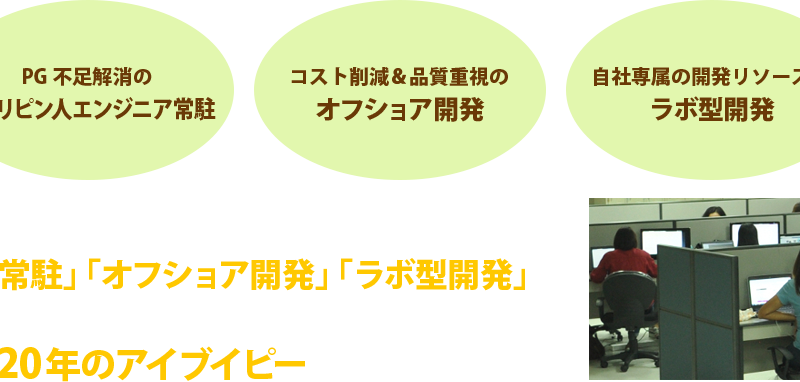 PG 不足解消の
リピン人エンジニア常駐
コスト削減＆品質重視の
オフショア開発
自社専属の開発リソース
ラボ型開発
常駐」「オフショア開発」「ラボ型開発」
20年のアイブイピー